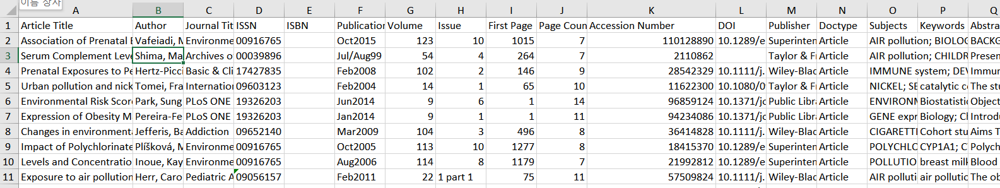 이름 상자
A B C D E F G H I J K L M N O P Q
1 Article Title Author Journal Tit ISSN ISBN Publication Volume Issue First Page Page Coun Accession Number DOI Publisher Doctype Subjects Keywords Abstra
2 Association of Prenatal E Vafeiadi, M Environme 00916765 Oct2015 123 10 1015 7 110128890 10.1289/e Superinten Article AIR pollution; BIOLOG BACKG
3 Serum Complement Leve Shima, Ma Archives o 00039896 Jul/Aug99 54 4 264 7 2110862 Taylor & Fr Article AIR pollution; CHILDR Presen
4 Prenatal Exposures to Pe Hertz-Picci Basic & Cli 17427835 Feb2008 102 2 146 9 28542329 10.1111/j. Wiley-Blac Article IMMUNE system; DEV Immun
5 Urban pollution and nick Tomei, Fra Internatio 09603123 Feb2004 14 1 65 10 11622300 10.1080/0 Taylor & Fr Article NICKEL; SE catalytic co The stu
6 Environmental Risk Score Park, Sung PLoS ONE 19326203 Jun2014 9 6 1 14 96859124 10.1371/jo Public Libra Article ENVIRONM Biostatistic Object
7 Expression of Obesity M Pereira-Fe PLoS ONE 19326203 Jan2014 9 1 1 11 94234086 10.1371/jo Public Libra Article GENE expr Biology; Cl Introdu
8 Changes in environmenta Jefferis, Ba Addiction 09652140 Mar2009 104 3 496 8 36414828 10.1111/j. Wiley-Blac Article CIGARETTE Cohort stu Aims T
9 Impact of Polychlorinate Plíšková, M Environme 00916765 Oct2005 113 10 1277 8 18415370 10.1289/e Superinten Article POLYCHLO CYP1A1; C Polych
10 Levels and Concentratio Inoue, Kay Environme 00916765 Aug2006 114 8 1179 7 21992812 10.1289/e Superinten Article POLLUTIO breast milk Blood
11 Exposure to air pollution Herr, Caro Pediatric A 09056157 Feb2011 22 1 part 1 75 11 57509824 10.1111/j. Wiley-Blac Article AIR polluti air pollutic The ob